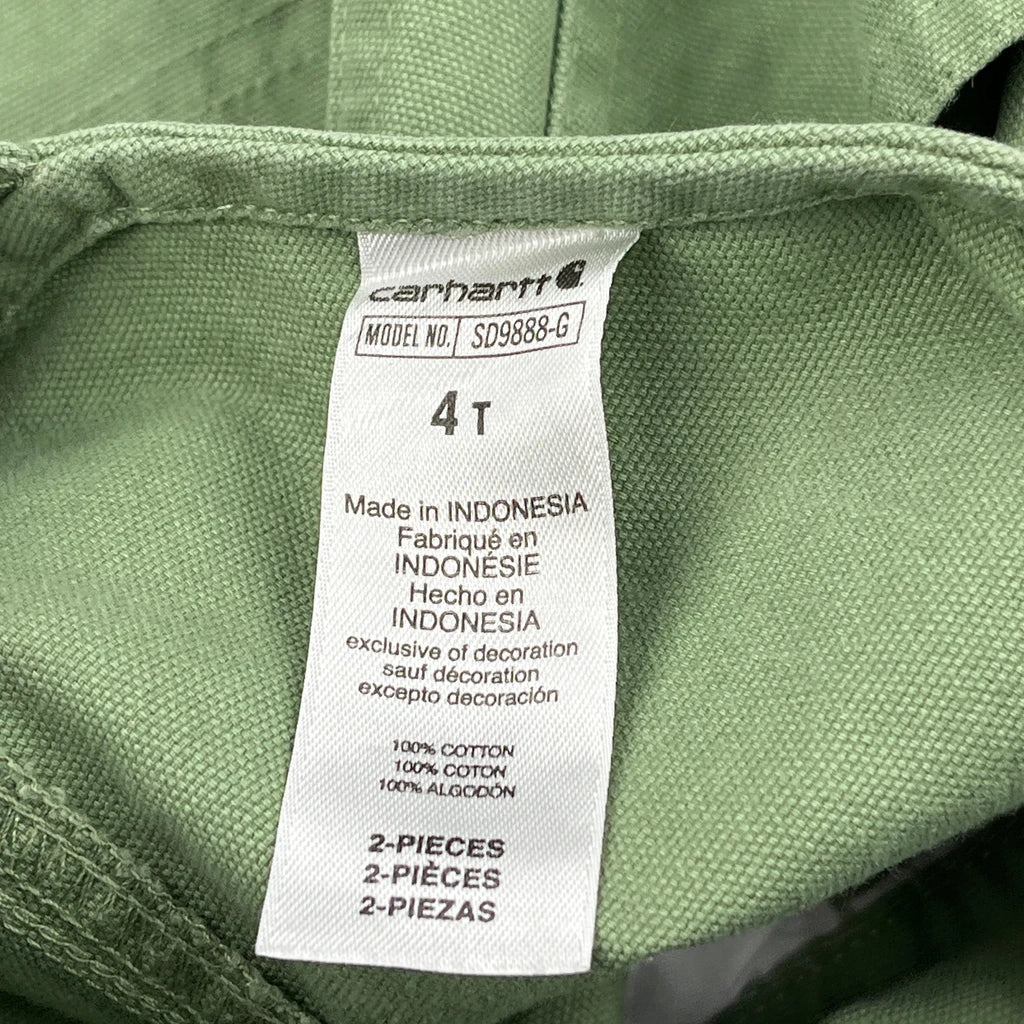 carhartt
MODEL NO. SD9888-G
4T
Made in INDONESIA
Fabriqué en
INDONÉSIE
Hecho en
INDONESIA
exclusive of decoration
sauf décoration
excepto decoración
100% COTTON
100% COTON
100% ALGODÓN
2-PIECES
2-PIÈCES
2-PIEZAS